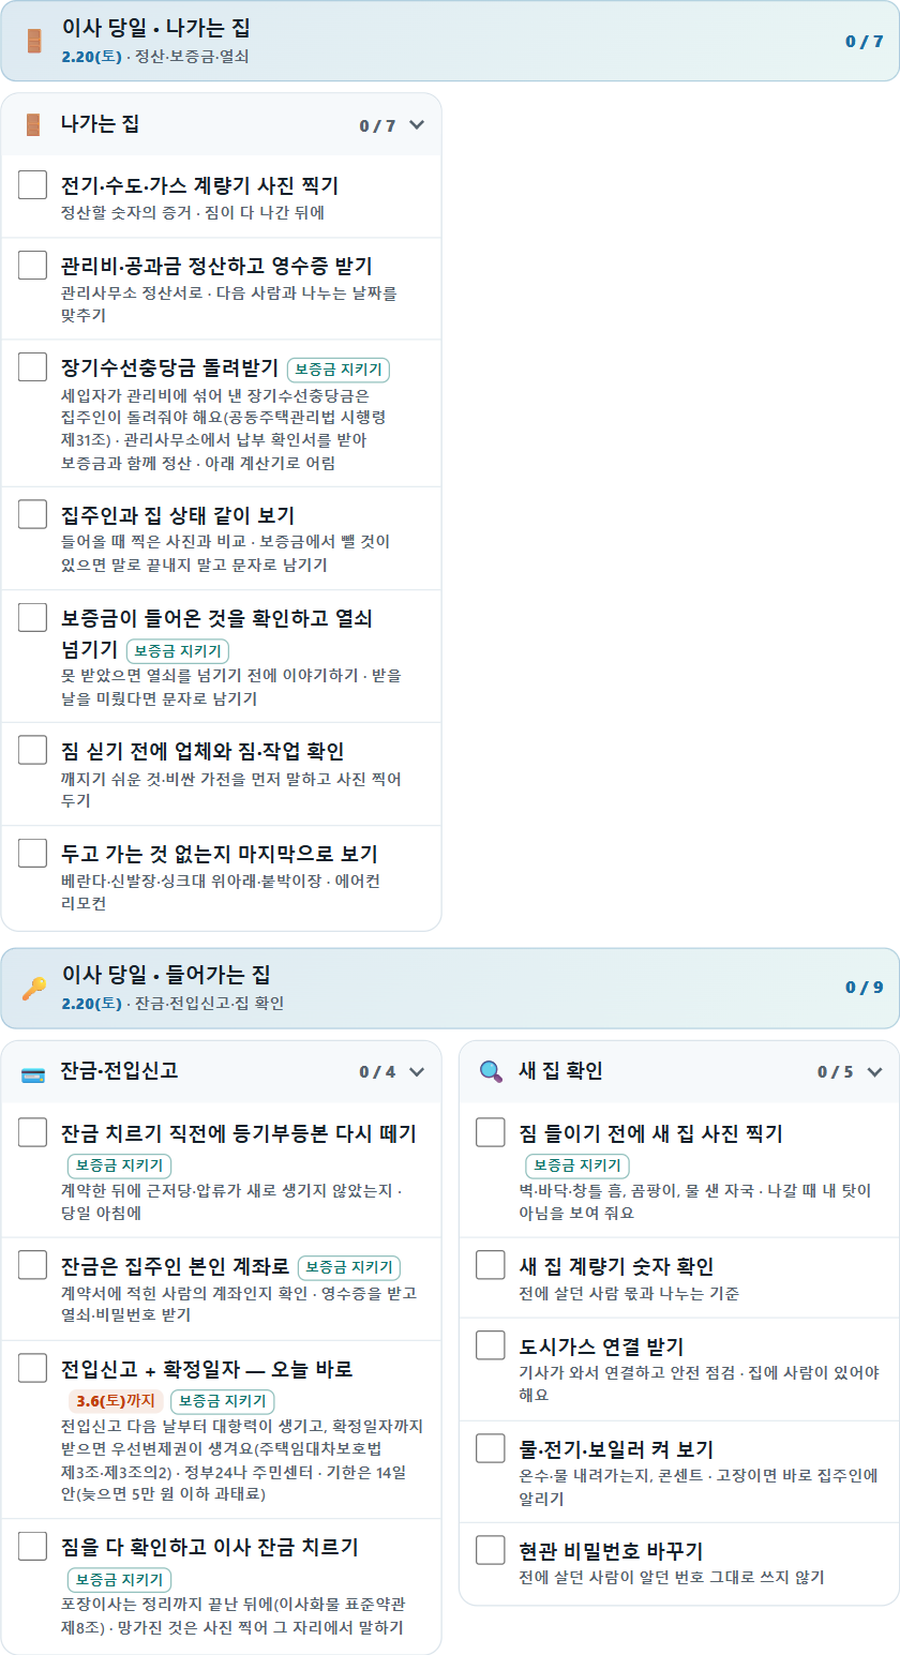 이사 당일 • 나가는 집
2.20(토) · 정산·보증금·열쇠
0 / 7
나가는 집
0 / 7
전기·수도·가스 계량기 사진 찍기
정산할 숫자의 증거 · 짐이 다 나간 뒤에
관리비·공과금 정산하고 영수증 받기
관리사무소 정산서로 · 다음 사람과 나누는 날짜를
맞추기
장기수선충당금 돌려받기 보증금 지키기
세입자가 관리비에 섞어 낸 장기수선충당금은
집주인이 돌려줘야 해요(공동주택관리법 시행령
제31조) · 관리사무소에서 납부 확인서를 받아
보증금과 함께 정산 · 아래 계산기로 어림
집주인과 집 상태 같이 보기
들어올 때 찍은 사진과 비교 · 보증금에서 뺄 것이
있으면 말로 끝내지 말고 문자로 남기기
보증금이 들어온 것을 확인하고 열쇠
넘기기 보증금 지키기
못 받았으면 열쇠를 넘기기 전에 이야기하기 · 받을
날을 미뤘다면 문자로 남기기
짐 싣기 전에 업체와 짐·작업 확인
깨지기 쉬운 것·비싼 가전을 먼저 말하고 사진 찍어
두기
두고 가는 것 없는지 마지막으로 보기
베란다·신발장·싱크대 위아래·붙박이장 · 에어컨
리모컨
이사 당일 • 들어가는 집
2.20(토) · 잔금·전입신고·집 확인
0 / 9
잔금·전입신고
0 / 4
잔금 치르기 직전에 등기부등본 다시 떼기
보증금 지키기
계약한 뒤에 근저당·압류가 새로 생기지 않았는지 ·
당일 아침에
잔금은 집주인 본인 계좌로 보증금 지키기
계약서에 적힌 사람의 계좌인지 확인 · 영수증을 받고
열쇠·비밀번호 받기
전입신고 + 확정일자 — 오늘 바로
3.6(토)까지 보증금 지키기
전입신고 다음 날부터 대항력이 생기고, 확정일자까지
받으면 우선변제권이 생겨요(주택임대차보호법
제3조·제3조의2) · 정부24나 주민센터 · 기한은 14일
안(늦으면 5만 원 이하 과태료)
짐을 다 확인하고 이사 잔금 치르기
보증금 지키기
포장이사는 정리까지 끝난 뒤에(이사화물 표준약관
제8조) · 망가진 것은 사진 찍어 그 자리에서 말하기
새 집 확인
0 / 5
짐 들이기 전에 새 집 사진 찍기
보증금 지키기
벽·바닥·창틀 흠, 곰팡이, 물 샌 자국 · 나갈 때 내 탓이
아님을 보여 줘요
새 집 계량기 숫자 확인
전에 살던 사람 몫과 나누는 기준
도시가스 연결 받기
기사가 와서 연결하고 안전 점검 · 집에 사람이 있어야
해요
물·전기·보일러 켜 보기
온수·물 내려가는지, 콘센트 · 고장이면 바로 집주인에
알리기
현관 비밀번호 바꾸기
전에 살던 사람이 알던 번호 그대로 쓰지 않기